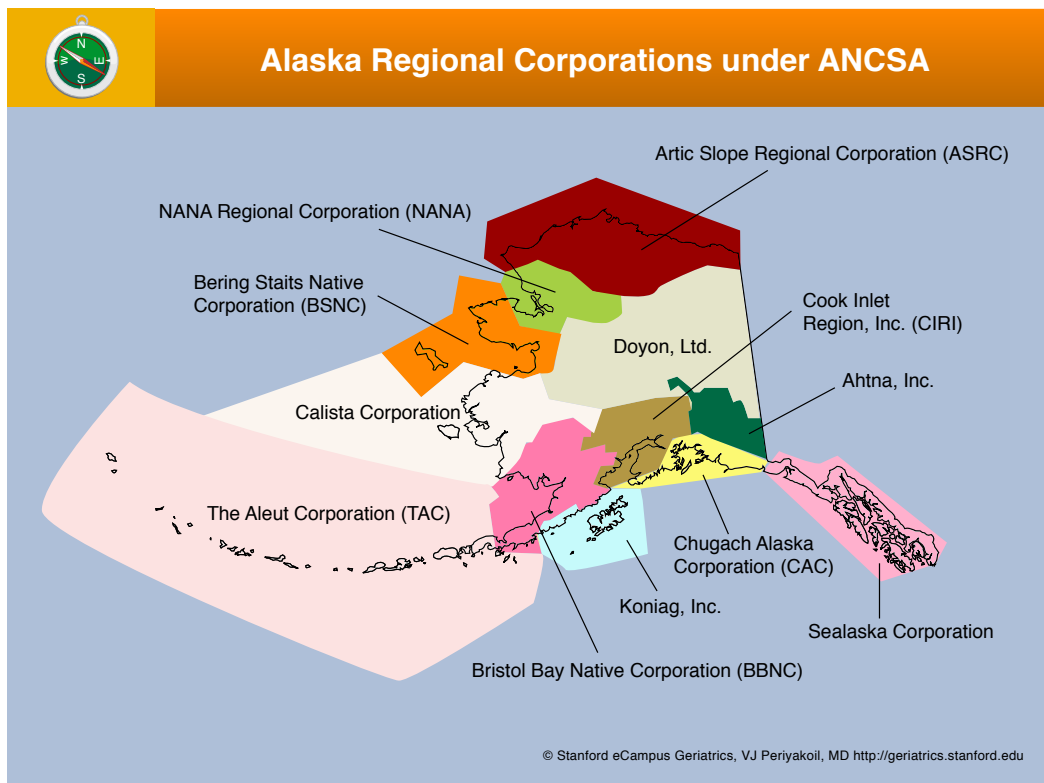 N
W
E
S
Alaska Regional Corporations under ANCSA
Artic Slope Regional Corporation (ASRC)
NANA Regional Corporation (NANA)
Bering Staits Native
Corporation (BSNC)
Cook Inlet
Region, Inc. (CIRI)
Doyon, Ltd.
Ahtna, Inc.
Calista Corporation
The Aleut Corporation (TAC)
Chugach Alaska
Corporation (CAC)
Koniag, Inc.
Sealaska Corporation
Bristol Bay Native Corporation (BBNC)
© Stanford eCampus Geriatrics, VJ Periyakoil, MD http://geriatrics.stanford.edu